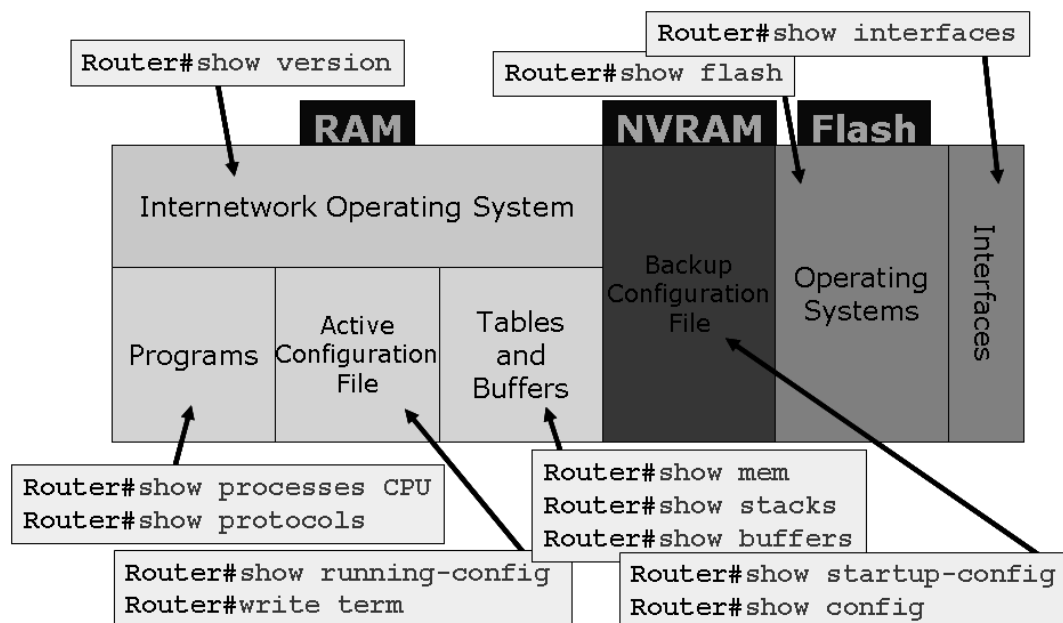 Router#show interfaces
Router#show version
Router#show flash
RAM
NVRAM
Flash
Internetwork Operating System
Programs
Active
Configuration
File
Tables
and
Buffers
Backup
Configuration
File
Operating
Systems
Interfaces
Router#show processes CPU
Router#show protocols
Router#show mem
Router#show stacks
Router#show buffers
Router#show running-config
Router#write term
Router#show startup-config
Router#show config